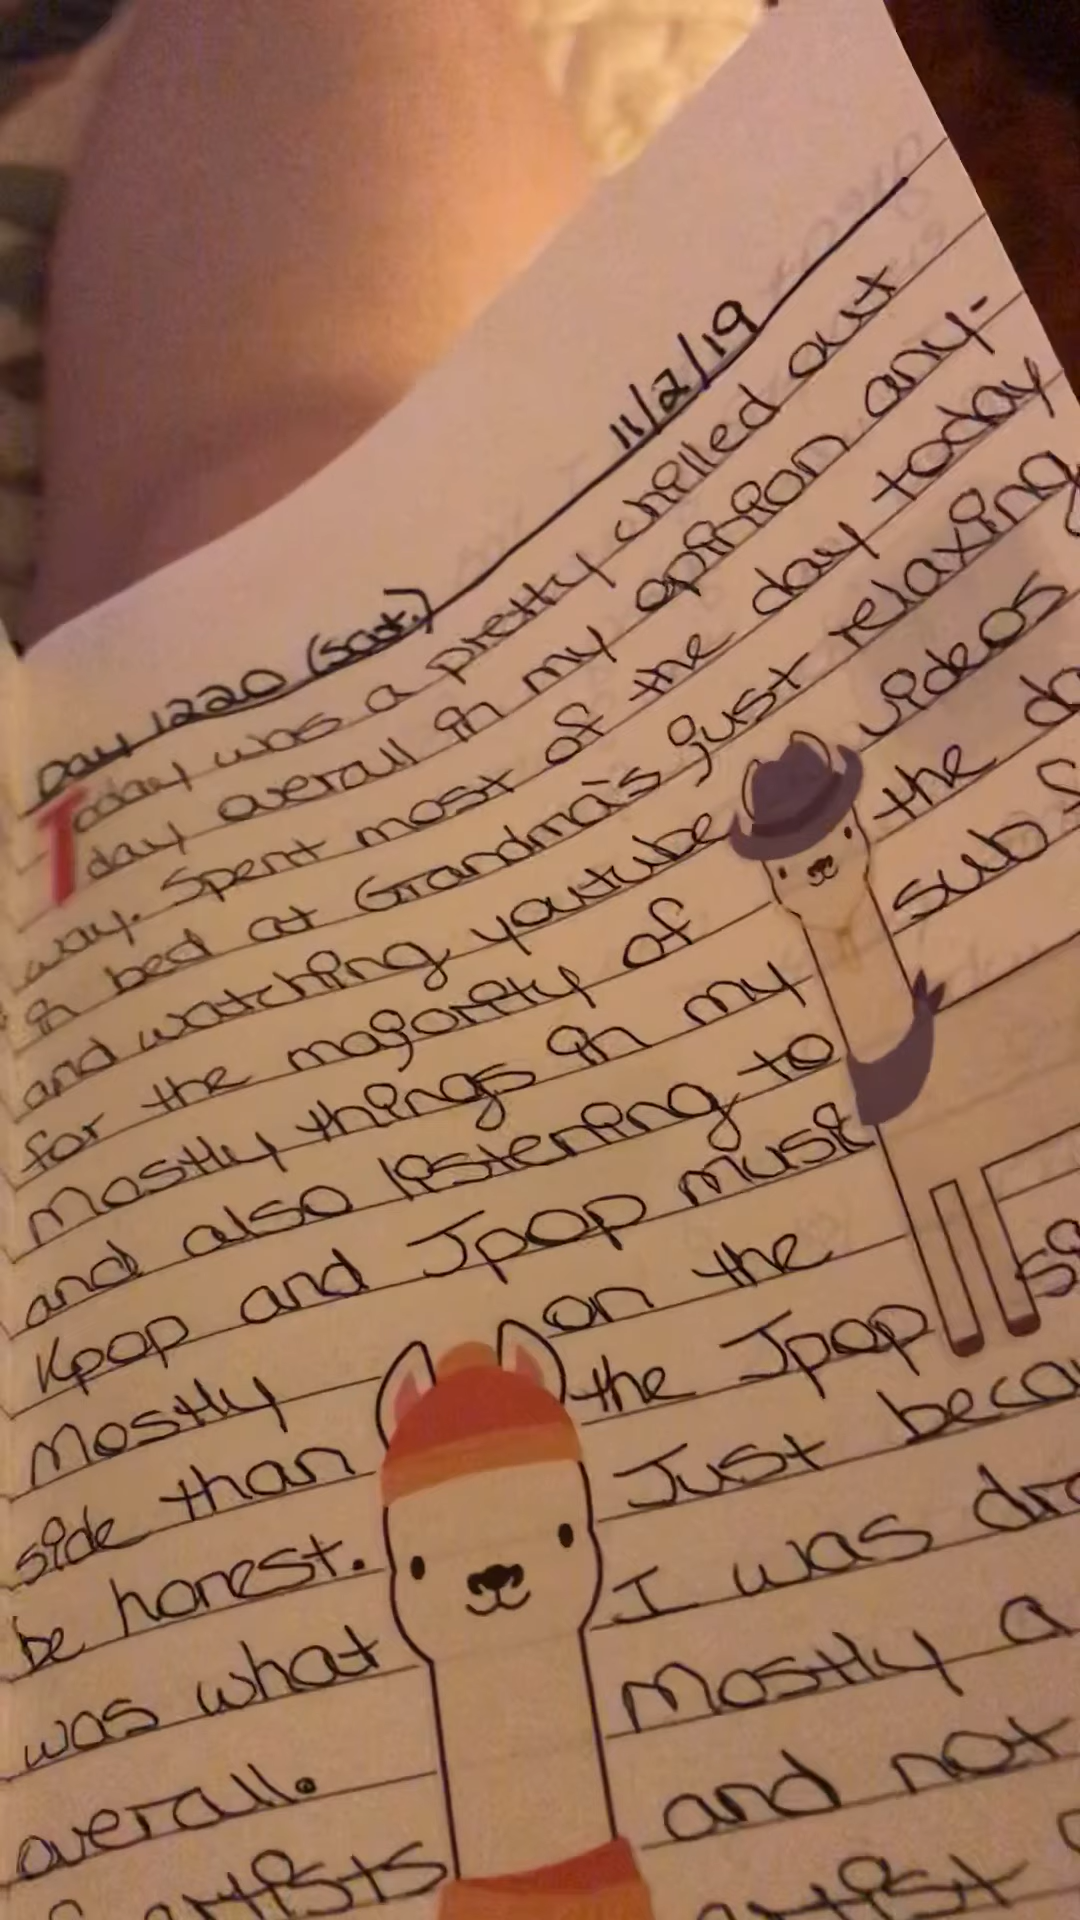 Day 1220 (sat.) 11/2/19
Today was a pretty chilled out
day overall in my opinion any-
way. Spent most of the day today
in bed at Grandma's just relaxing
and watching youtube videos
for the majority of the
Mostly things in my sub
and also listening to
Kpop and Jpop music
Mostly on the
side than the Jpop
be honest. Just
was what I was
overall. Mostly a
artists and not
artist